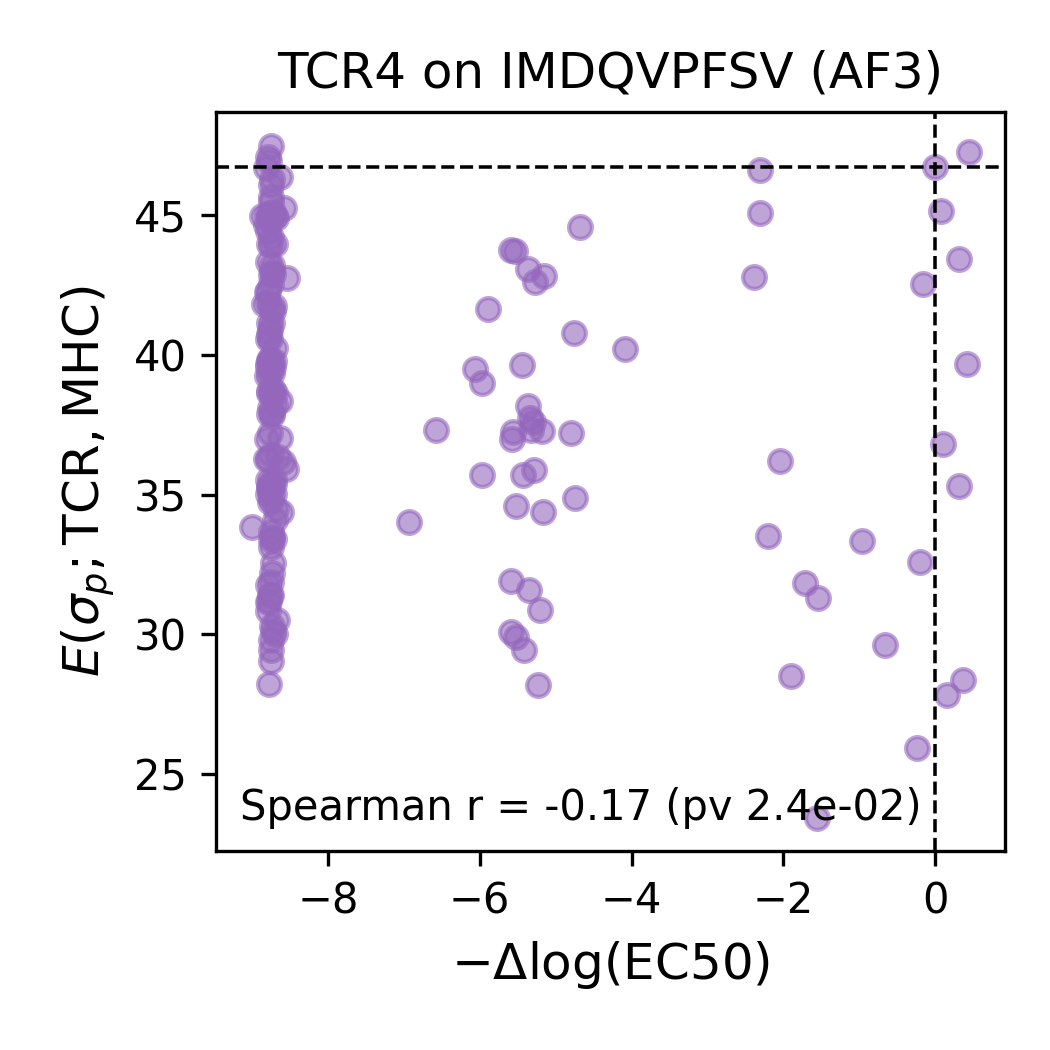 TCR4 on IMDQVPFSV (AF3)
E(σₚ; TCR, MHC)
45
40
35
30
25
Spearman r = -0.17 (pv 2.4e-02)
−8
−6
−4
−2
0
−Δlog(EC50)